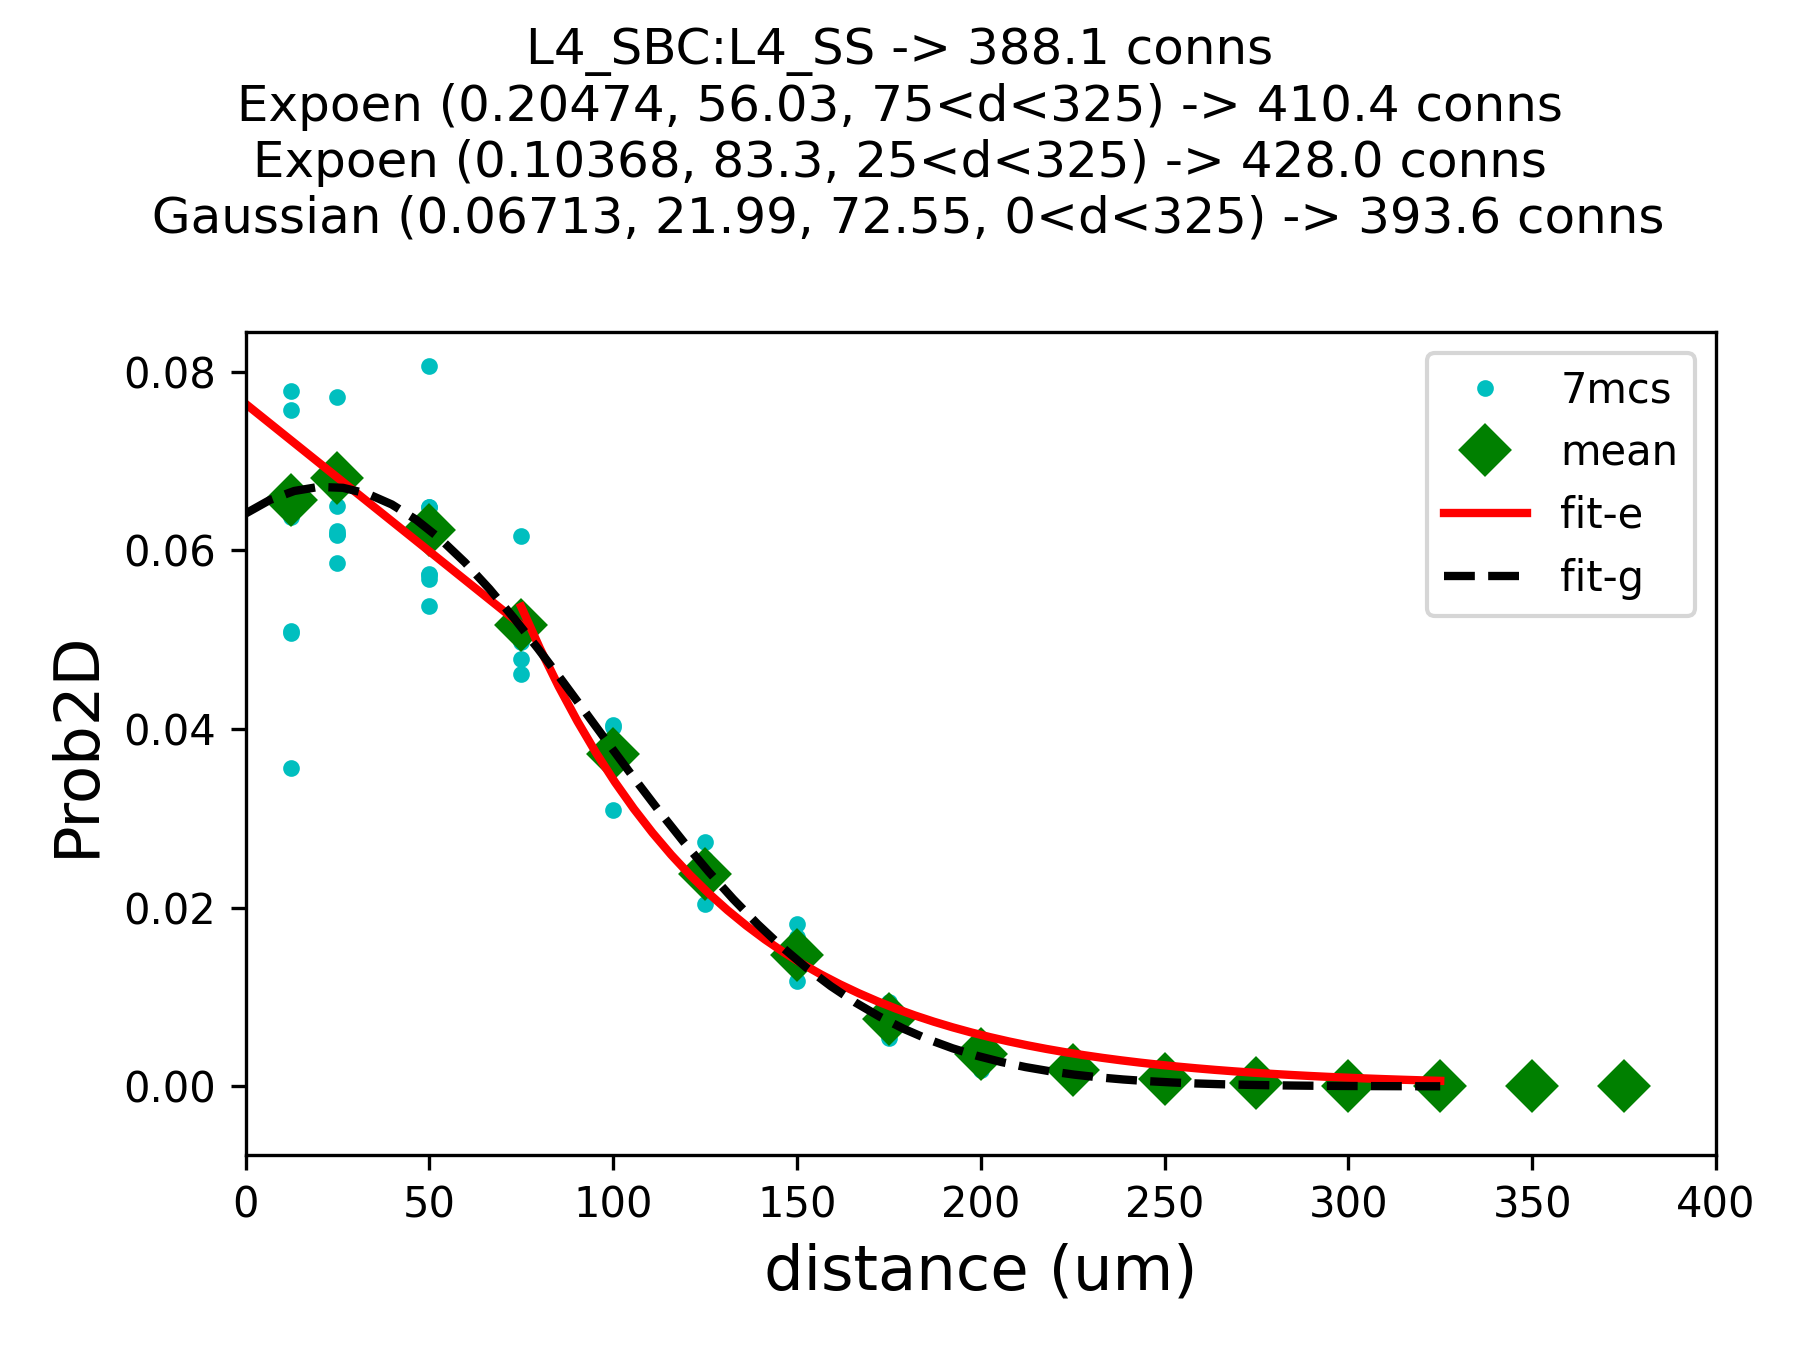 L4_SBC:L4_SS -> 388.1 conns
Expoen (0.20474, 56.03, 75<d<325) -> 410.4 conns
Expoen (0.10368, 83.3, 25<d<325) -> 428.0 conns
Gaussian (0.06713, 21.99, 72.55, 0<d<325) -> 393.6 conns
7mcs
mean
fit-e
fit-g
Prob2D
0.08
0.06
0.04
0.02
0.00
0 50 100 150 200 250 300 350 400
distance (um)